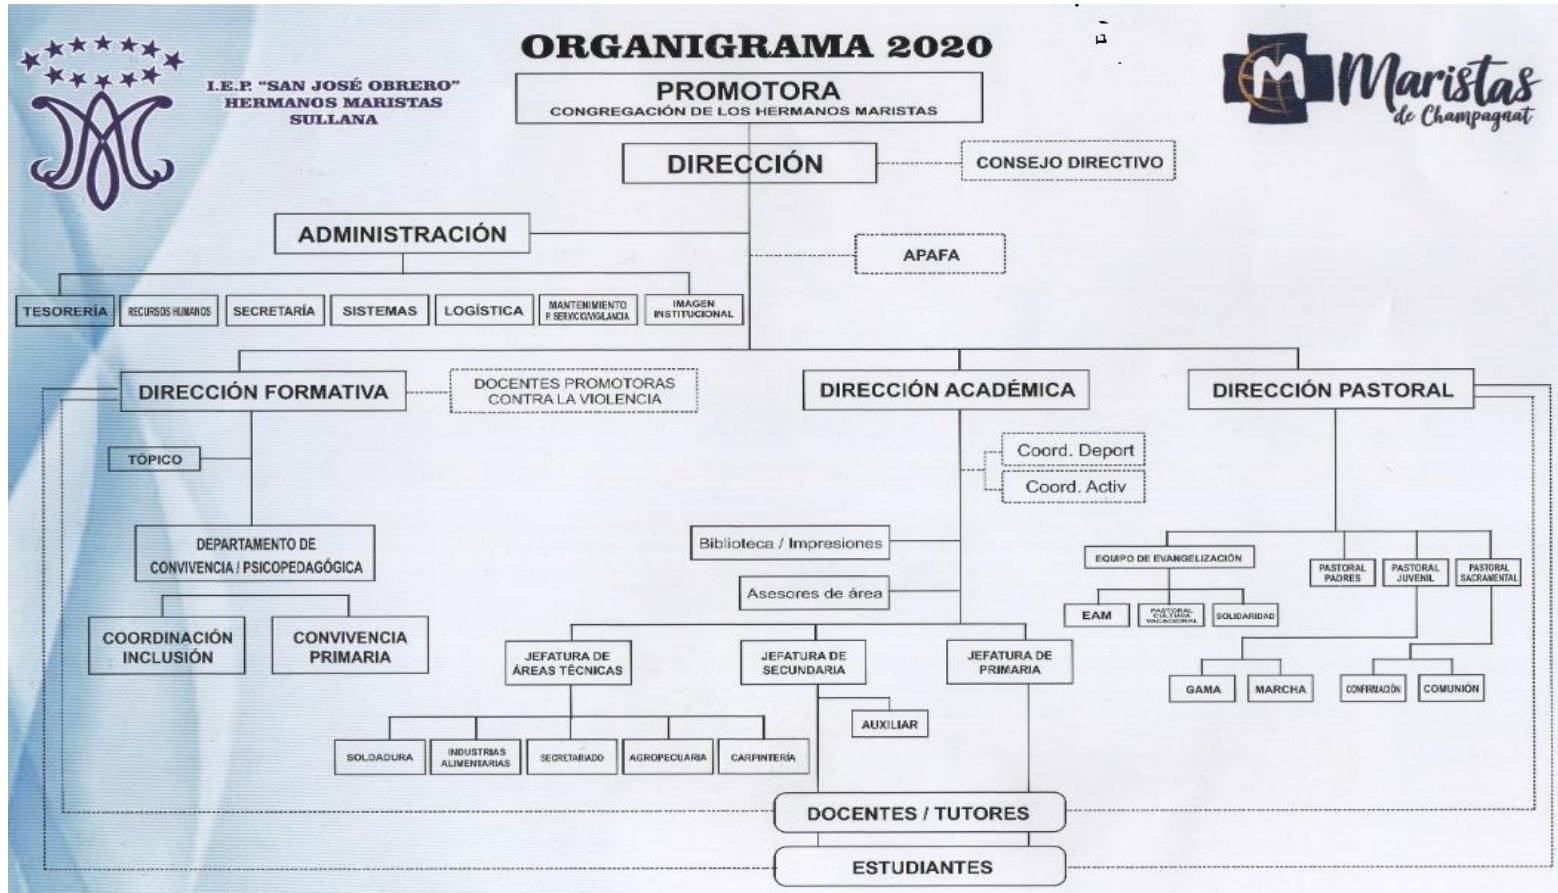 ORGANIGRAMA 2020
I.E.P. "SAN JOSÉ OBRERO"
HERMANOS MARISTAS
SULLANA
Maristas
de Champagnat
PROMOTORA
CONGREGACIÓN DE LOS HERMANOS MARISTAS
DIRECCIÓN
CONSEJO DIRECTIVO
ADMINISTRACIÓN
APAFA
TESORERÍA
RECURSOS HUMANOS
SECRETARÍA
SISTEMAS
LOGÍSTICA
MANTENIMIENTO
P. SERVICIO/VIGILANCIA
IMAGEN
INSTITUCIONAL
DIRECCIÓN FORMATIVA
DOCENTES PROMOTORAS
CONTRA LA VIOLENCIA
DIRECCIÓN ACADÉMICA
DIRECCIÓN PASTORAL
TÓPICO
Coord. Deport
Coord. Activ
DEPARTAMENTO DE
CONVIVENCIA / PSICOPEDAGÓGICA
Biblioteca / Impresiones
Asesores de área
EQUIPO DE EVANGELIZACIÓN
PASTORAL
PADRES
PASTORAL
JUVENIL
PASTORAL
SACRAMENTAL
EAM
PASTORAL
CULTURA
VACACIONAL
SOLIDARIDAD
COORDINACIÓN
INCLUSIÓN
CONVIVENCIA
PRIMARIA
JEFATURA DE
ÁREAS TÉCNICAS
JEFATURA DE
SECUNDARIA
JEFATURA DE
PRIMARIA
GAMA
MARCHA
CONFIRMACIÓN
COMUNIÓN
AUXILIAR
SOLDADURA
INDUSTRIAS
ALIMENTARIAS
SECRETARIADO
AGROPECUARIA
CARPINTERÍA
DOCENTES / TUTORES
ESTUDIANTES